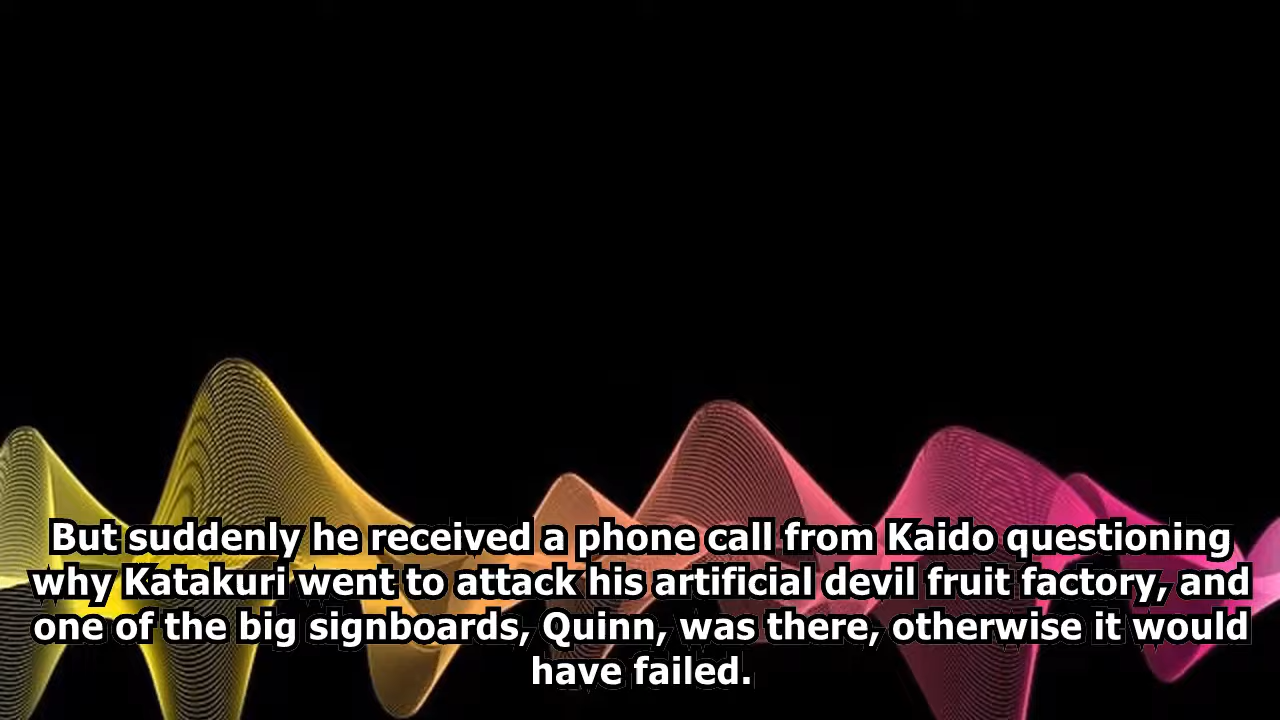 But suddenly he received a phone call from Kaido questioning
why Katakuri went to attack his artificial devil fruit factory, and
one of the big signboards, Quinn, was there, otherwise it would
have failed.